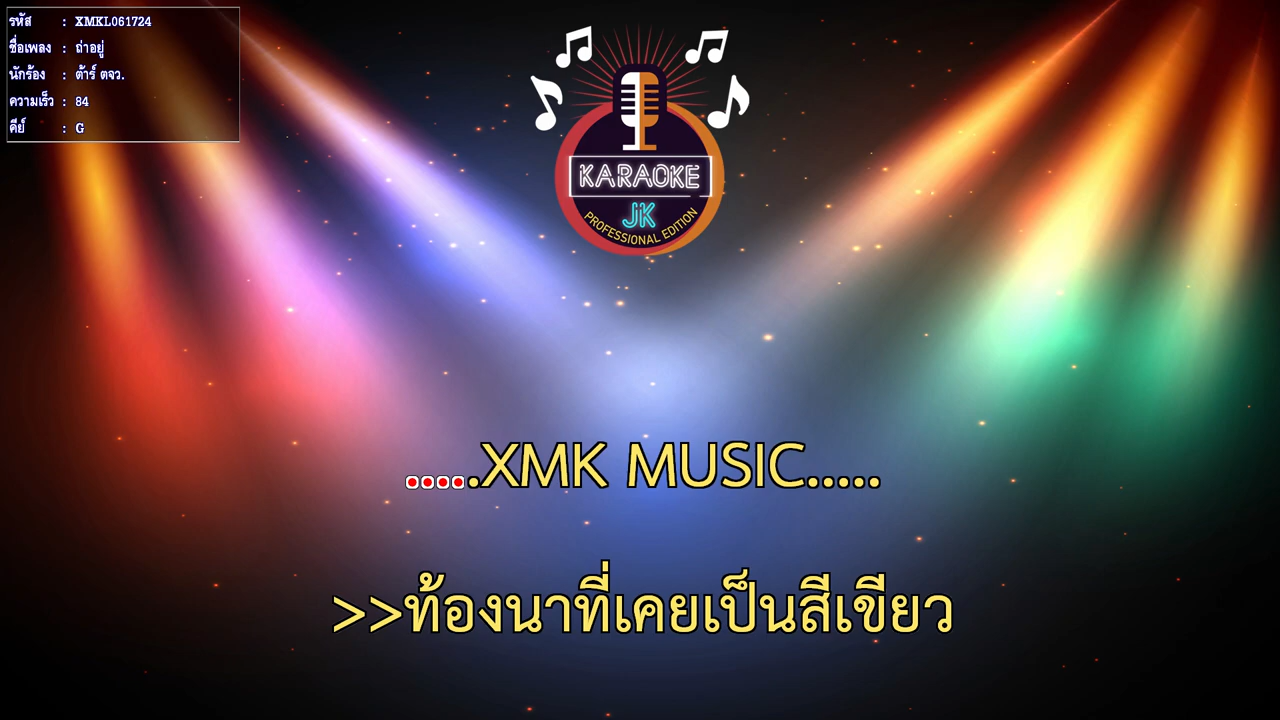 รหัส : XMKL061724
ชื่อเพลง : ถ่าอยู่
นักร้อง : ต้าร์ ตจว.
ความเร็ว : 84
คีย์ : G
KARAOKE
JK
PROFESSIONAL EDITION
.....XMK MUSIC.....
>>ท้องนาที่เคยเป็นสีเขียว